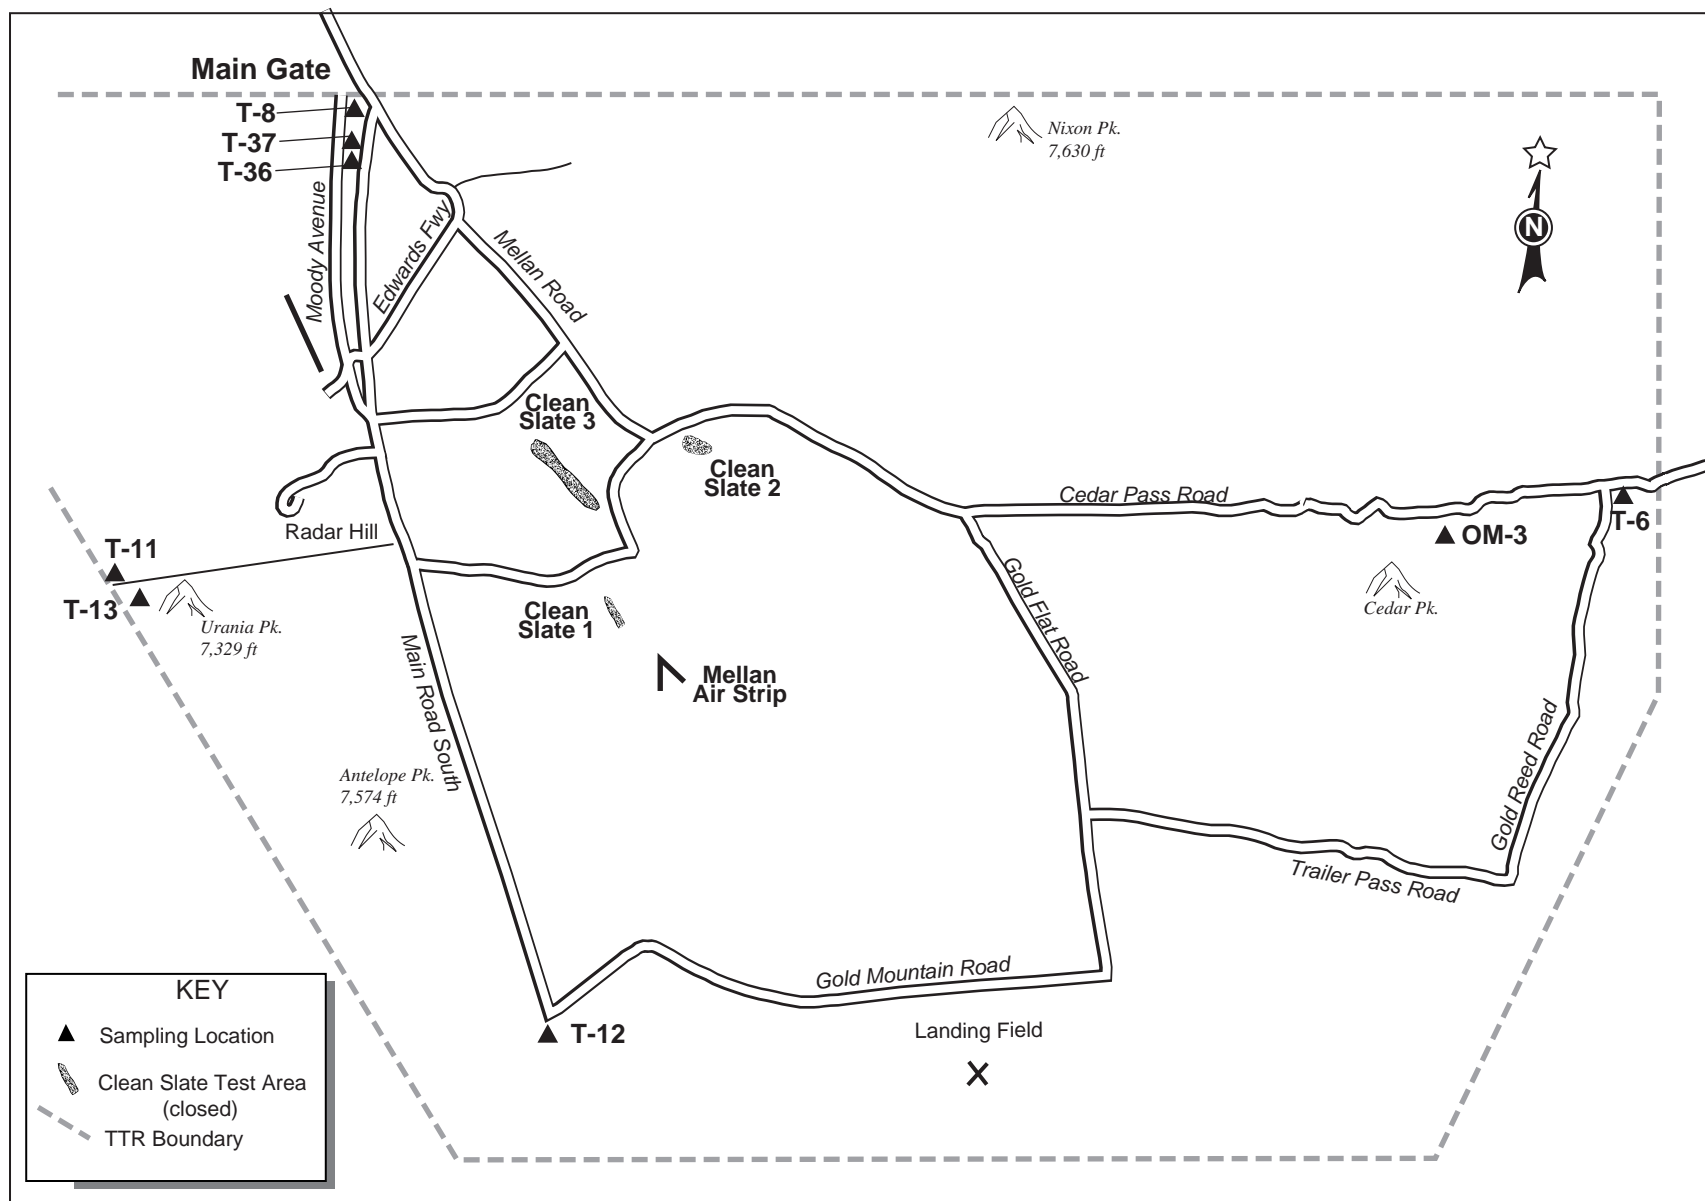 Main Gate
T-8
T-37
T-36
Nixon Pk.
7,630 ft
N
Moody Avenue
Edwards Fwy
Mellan Road
Clean
Slate 3
Clean
Slate 2
Cedar Pass Road
T-6
OM-3
Radar Hill
T-11
T-13
Urania Pk.
7,329 ft
Clean
Slate 1
Gold Flat Road
Cedar Pk.
Main Road South
Mellan
Air Strip
Antelope Pk.
7,574 ft
Gold Reed Road
Trailer Pass Road
Gold Mountain Road
T-12
Landing Field
KEY
Sampling Location
Clean Slate Test Area
(closed)
TTR Boundary